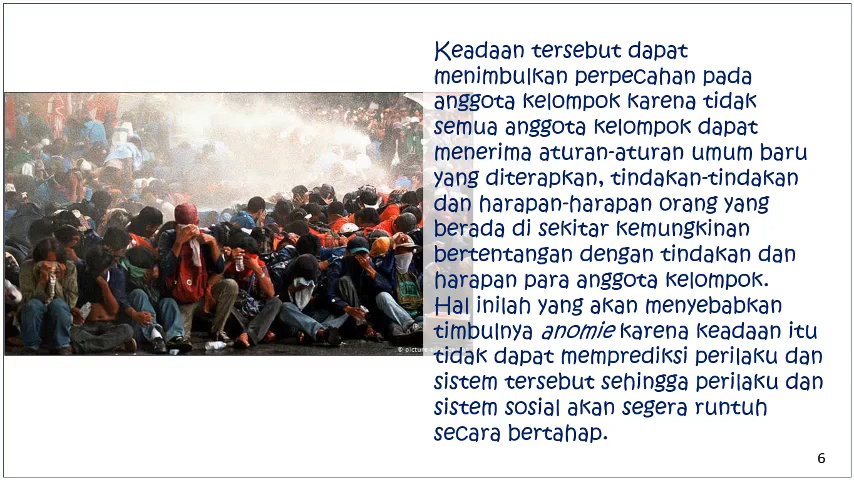 Keadaan tersebut dapat
menimbulkan perpecahan pada
anggota kelompok karena tidak
semua anggota kelompok dapat
menerima aturan-aturan umum baru
yang diterapkan, tindakan-tindakan
dan harapan-harapan orang yang
berada di sekitar kemungkinan
bertentangan dengan tindakan dan
harapan para anggota kelompok.
Hal inilah yang akan menyebabkan
timbulnya anomie karena keadaan itu
tidak dapat memprediksi perilaku dan
sistem tersebut sehingga perilaku dan
sistem sosial akan segera runtuh
secara bertahap.
6